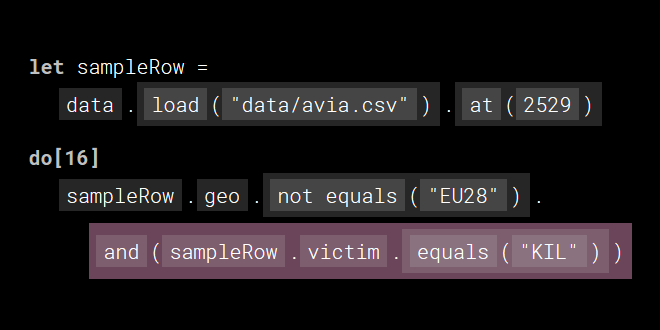 let sampleRow =
data.load("data/avia.csv").at(2529)
do[16]
sampleRow.geo.not equals("EU28").
and(sampleRow.victim.equals("KIL"))